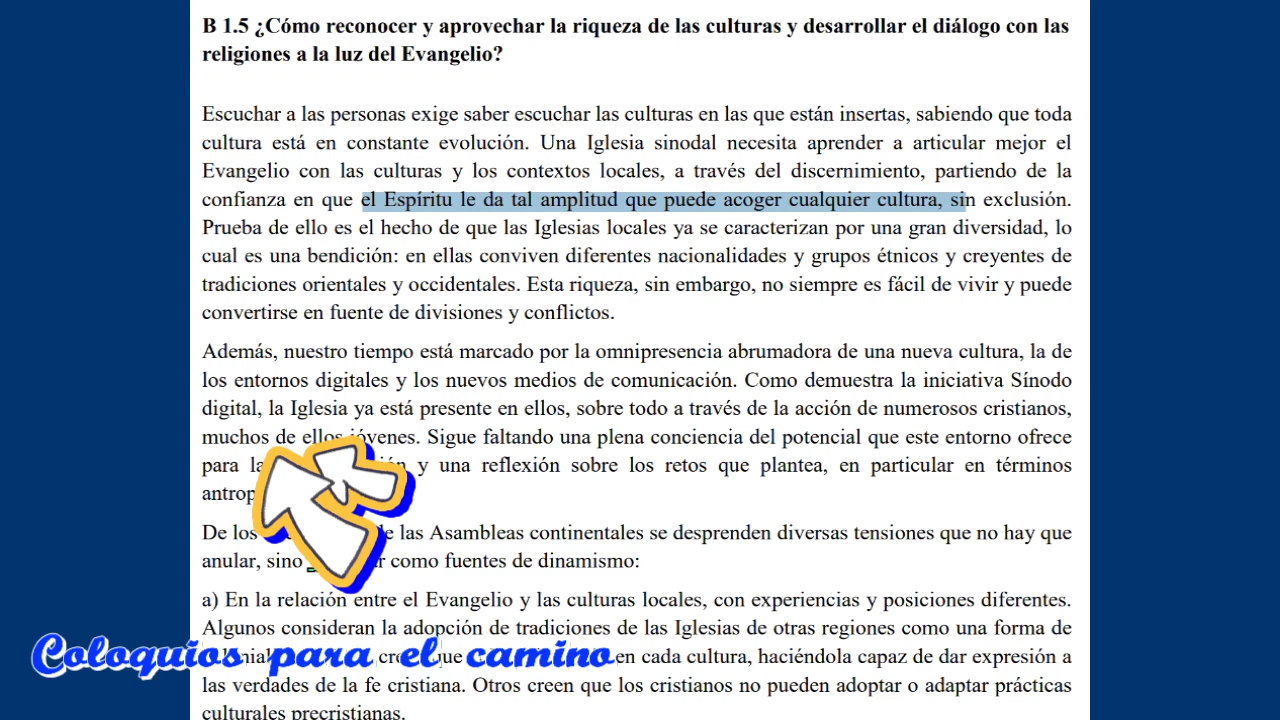 B 1.5 ¿Cómo reconocer y aprovechar la riqueza de las culturas y desarrollar el diálogo con las
religiones a la luz del Evangelio?
Escuchar a las personas exige saber escuchar las culturas en las que están insertas, sabiendo que toda
cultura está en constante evolución. Una Iglesia sinodal necesita aprender a articular mejor el
Evangelio con las culturas y los contextos locales, a través del discernimiento, partiendo de la
confianza en que el Espíritu le da tal amplitud que puede acoger cualquier cultura, sin exclusión.
Prueba de ello es el hecho de que las Iglesias locales ya se caracterizan por una gran diversidad, lo
cual es una bendición: en ellas conviven diferentes nacionalidades y grupos étnicos y creyentes de
tradiciones orientales y occidentales. Esta riqueza, sin embargo, no siempre es fácil de vivir y puede
convertirse en fuente de divisiones y conflictos.
Además, nuestro tiempo está marcado por la omnipresencia abrumadora de una nueva cultura, la de
los entornos digitales y los nuevos medios de comunicación. Como demuestra la iniciativa Sínodo
digital, la Iglesia ya está presente en ellos, sobre todo a través de la acción de numerosos cristianos,
muchos de ellos jóvenes. Sigue faltando una plena conciencia del potencial que este entorno ofrece
para y una reflexión sobre los retos que plantea, en particular en términos
De los de las Asambleas continentales se desprenden diversas tensiones que no hay que
anular, sino como fuentes de dinamismo:
a) En la relación entre el Evangelio y las culturas locales, con experiencias y posiciones diferentes.
Algunos consideran la adopción de tradiciones de las Iglesias de otras regiones como una forma de
en cada cultura, haciéndola capaz de dar expresión a
Coloquios para el camino
las verdades de la fe cristiana. Otros creen que los cristianos no pueden adoptar o adaptar prácticas
culturales precristianas.